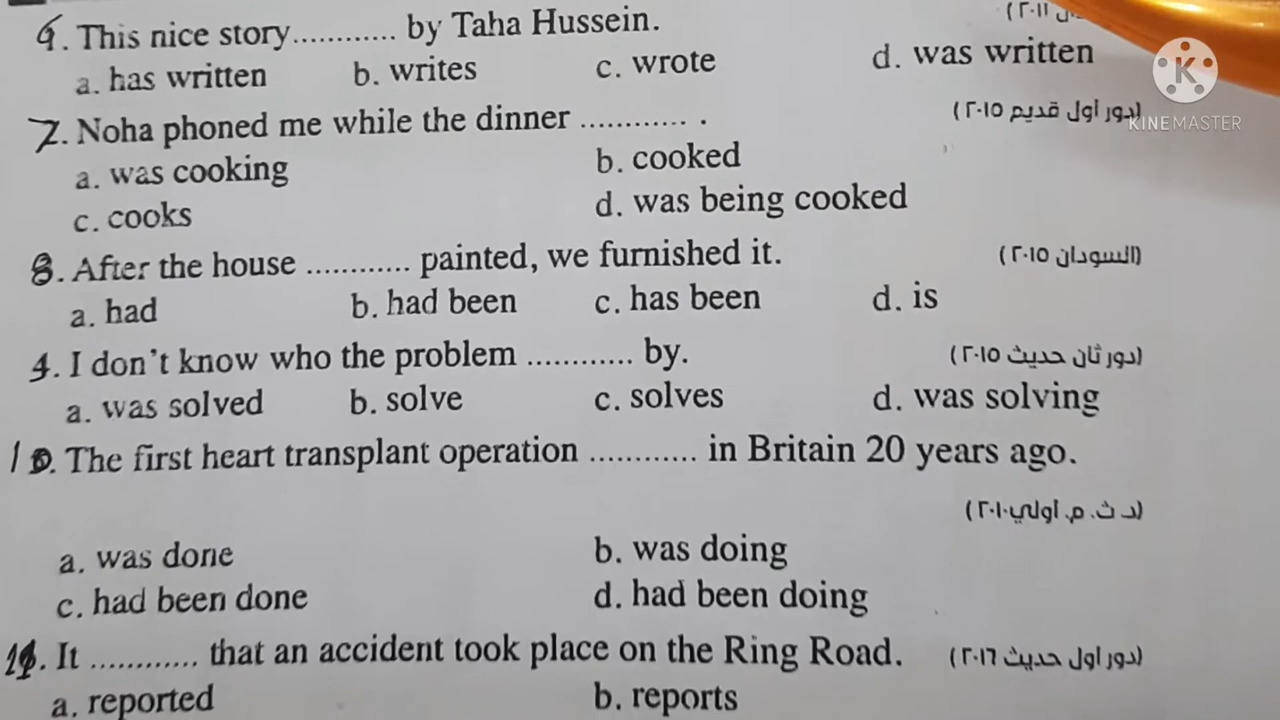 6. This nice story............ by Taha Hussein.
a. has written b. writes c. wrote d. was written
KINEMASTER
7. Noha phoned me while the dinner ............ . (دور أول قديم ٢٠١٥)
a. was cooking b. cooked
c. cooks d. was being cooked
8. After the house ............ painted, we furnished it. (السودان ٢٠١٥)
a. had b. had been c. has been d. is
I don't know who the problem ............ by. (دور ثان حديث ٢٠١٥)
a. was solved b. solve c. solves d. was solving
10. The first heart transplant operation ............ in Britain 20 years ago.
(د. ث. م. أولي ٢٠١٠)
a. was done b. was doing
c. had been done d. had been doing
11. It ............ that an accident took place on the Ring Road. (دور أول حديث ٢٠١٦)
a. reported b. reports